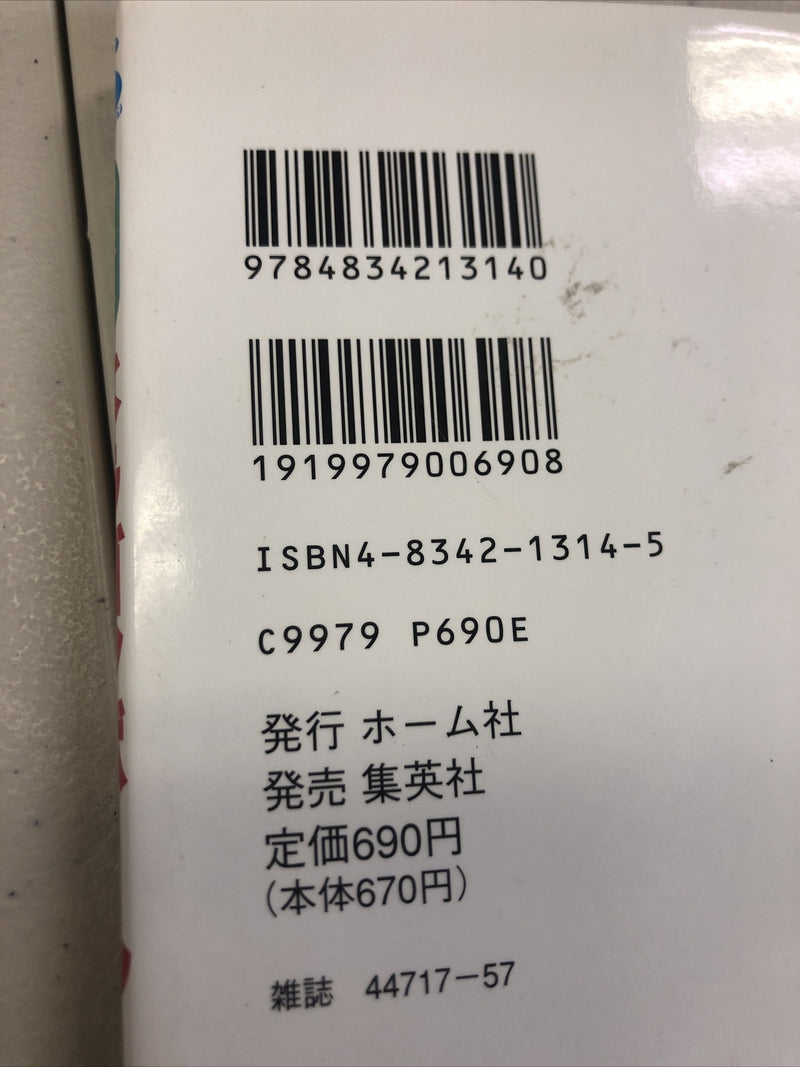 9784834213140
1919979006908
ISBN4-8342-1314-5
C9979 P690E
発行 ホーム社
発売 集英社
定価690円
(本体670円)
雑誌 44717-57